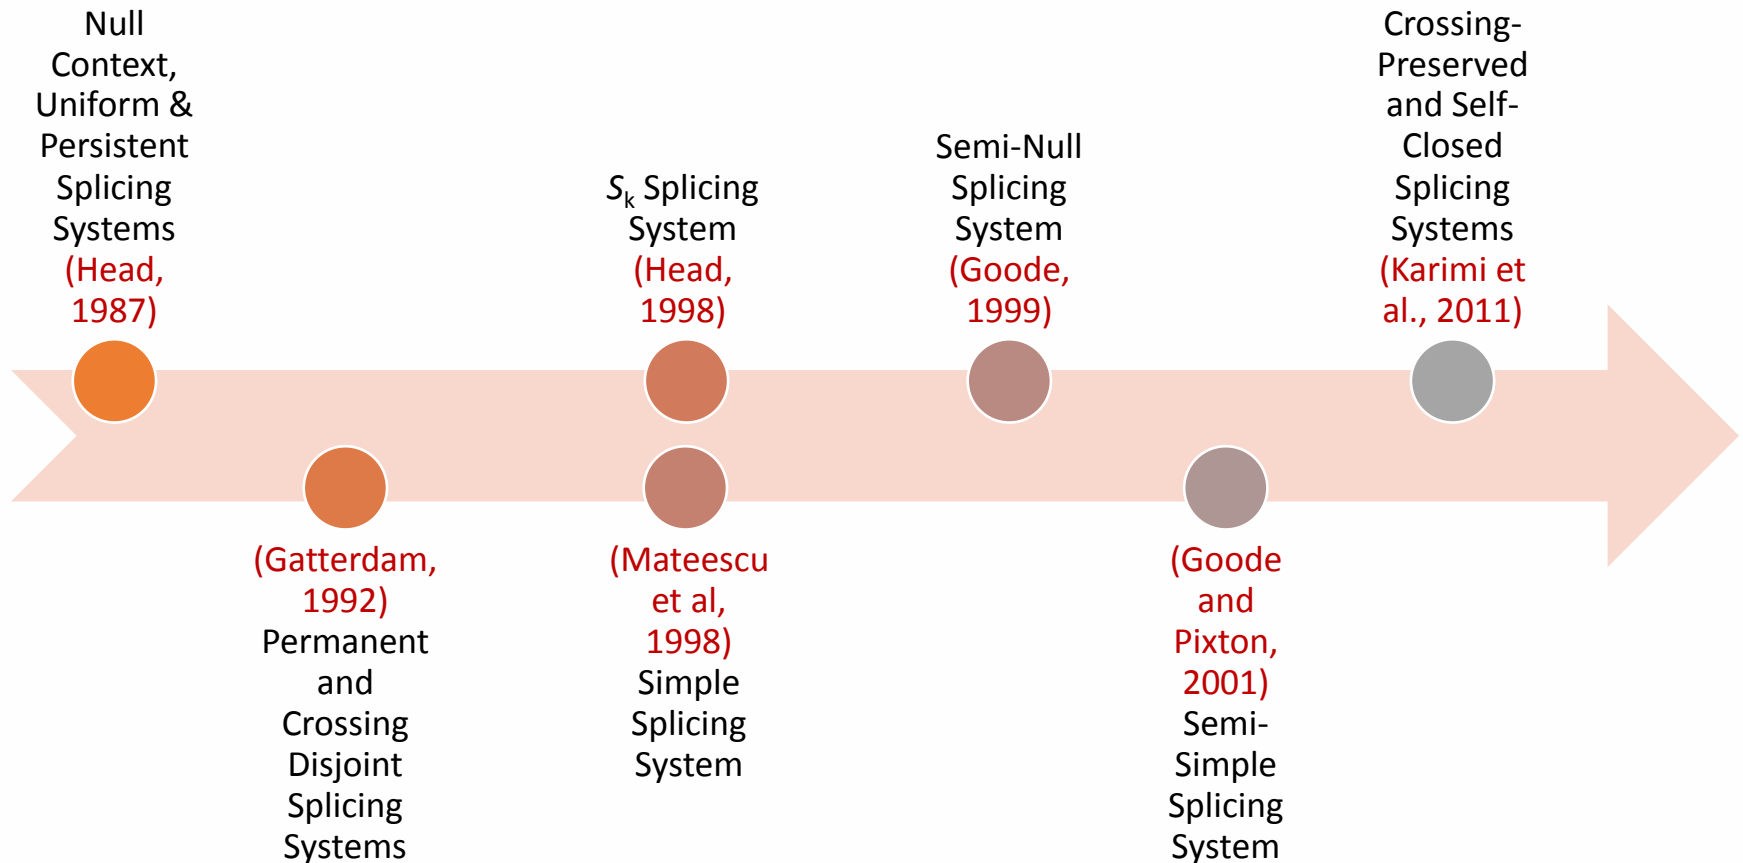 Null
Context,
Uniform &
Persistent
Splicing
Systems
(Head,
1987)
(Gatterdam,
1992)
Permanent
and
Crossing
Disjoint
Splicing
Systems
Sk Splicing
System
(Head,
1998)
(Mateescu
et al,
1998)
Simple
Splicing
System
Semi-Null
Splicing
System
(Goode,
1999)
(Goode
and
Pixton,
2001)
Semi-
Simple
Splicing
System
Crossing-
Preserved
and Self-
Closed
Splicing
Systems
(Karimi et
al., 2011)